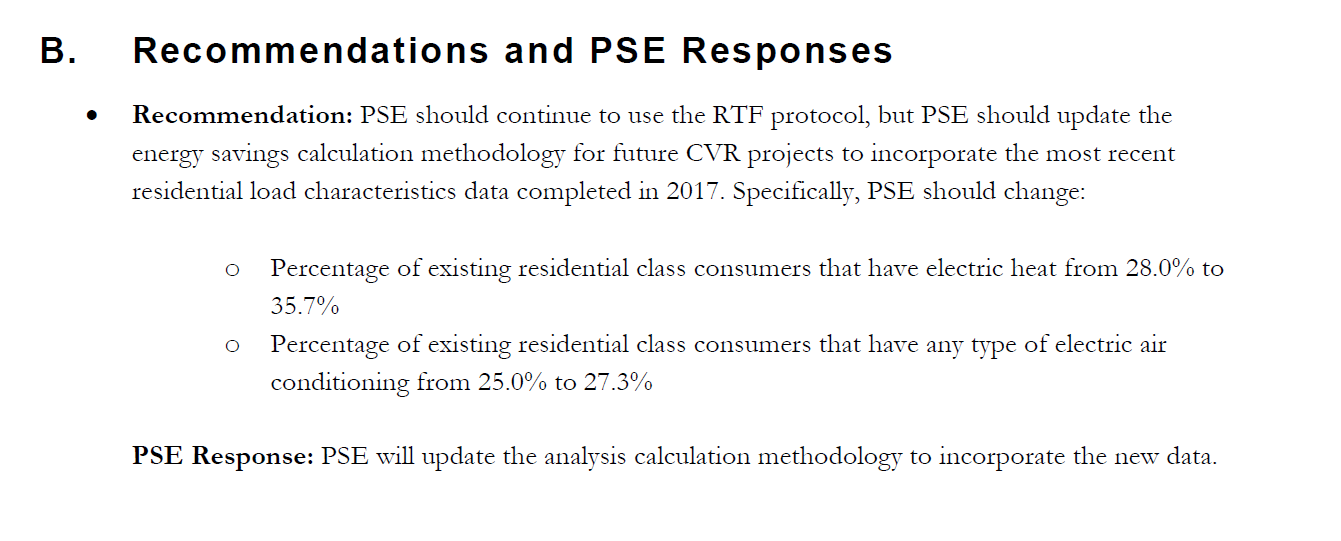 B. Recommendations and PSE Responses
• Recommendation: PSE should continue to use the RTF protocol, but PSE should update the
energy savings calculation methodology for future CVR projects to incorporate the most recent
residential load characteristics data completed in 2017. Specifically, PSE should change:
o Percentage of existing residential class consumers that have electric heat from 28.0% to
35.7%
o Percentage of existing residential class consumers that have any type of electric air
conditioning from 25.0% to 27.3%
PSE Response: PSE will update the analysis calculation methodology to incorporate the new data.